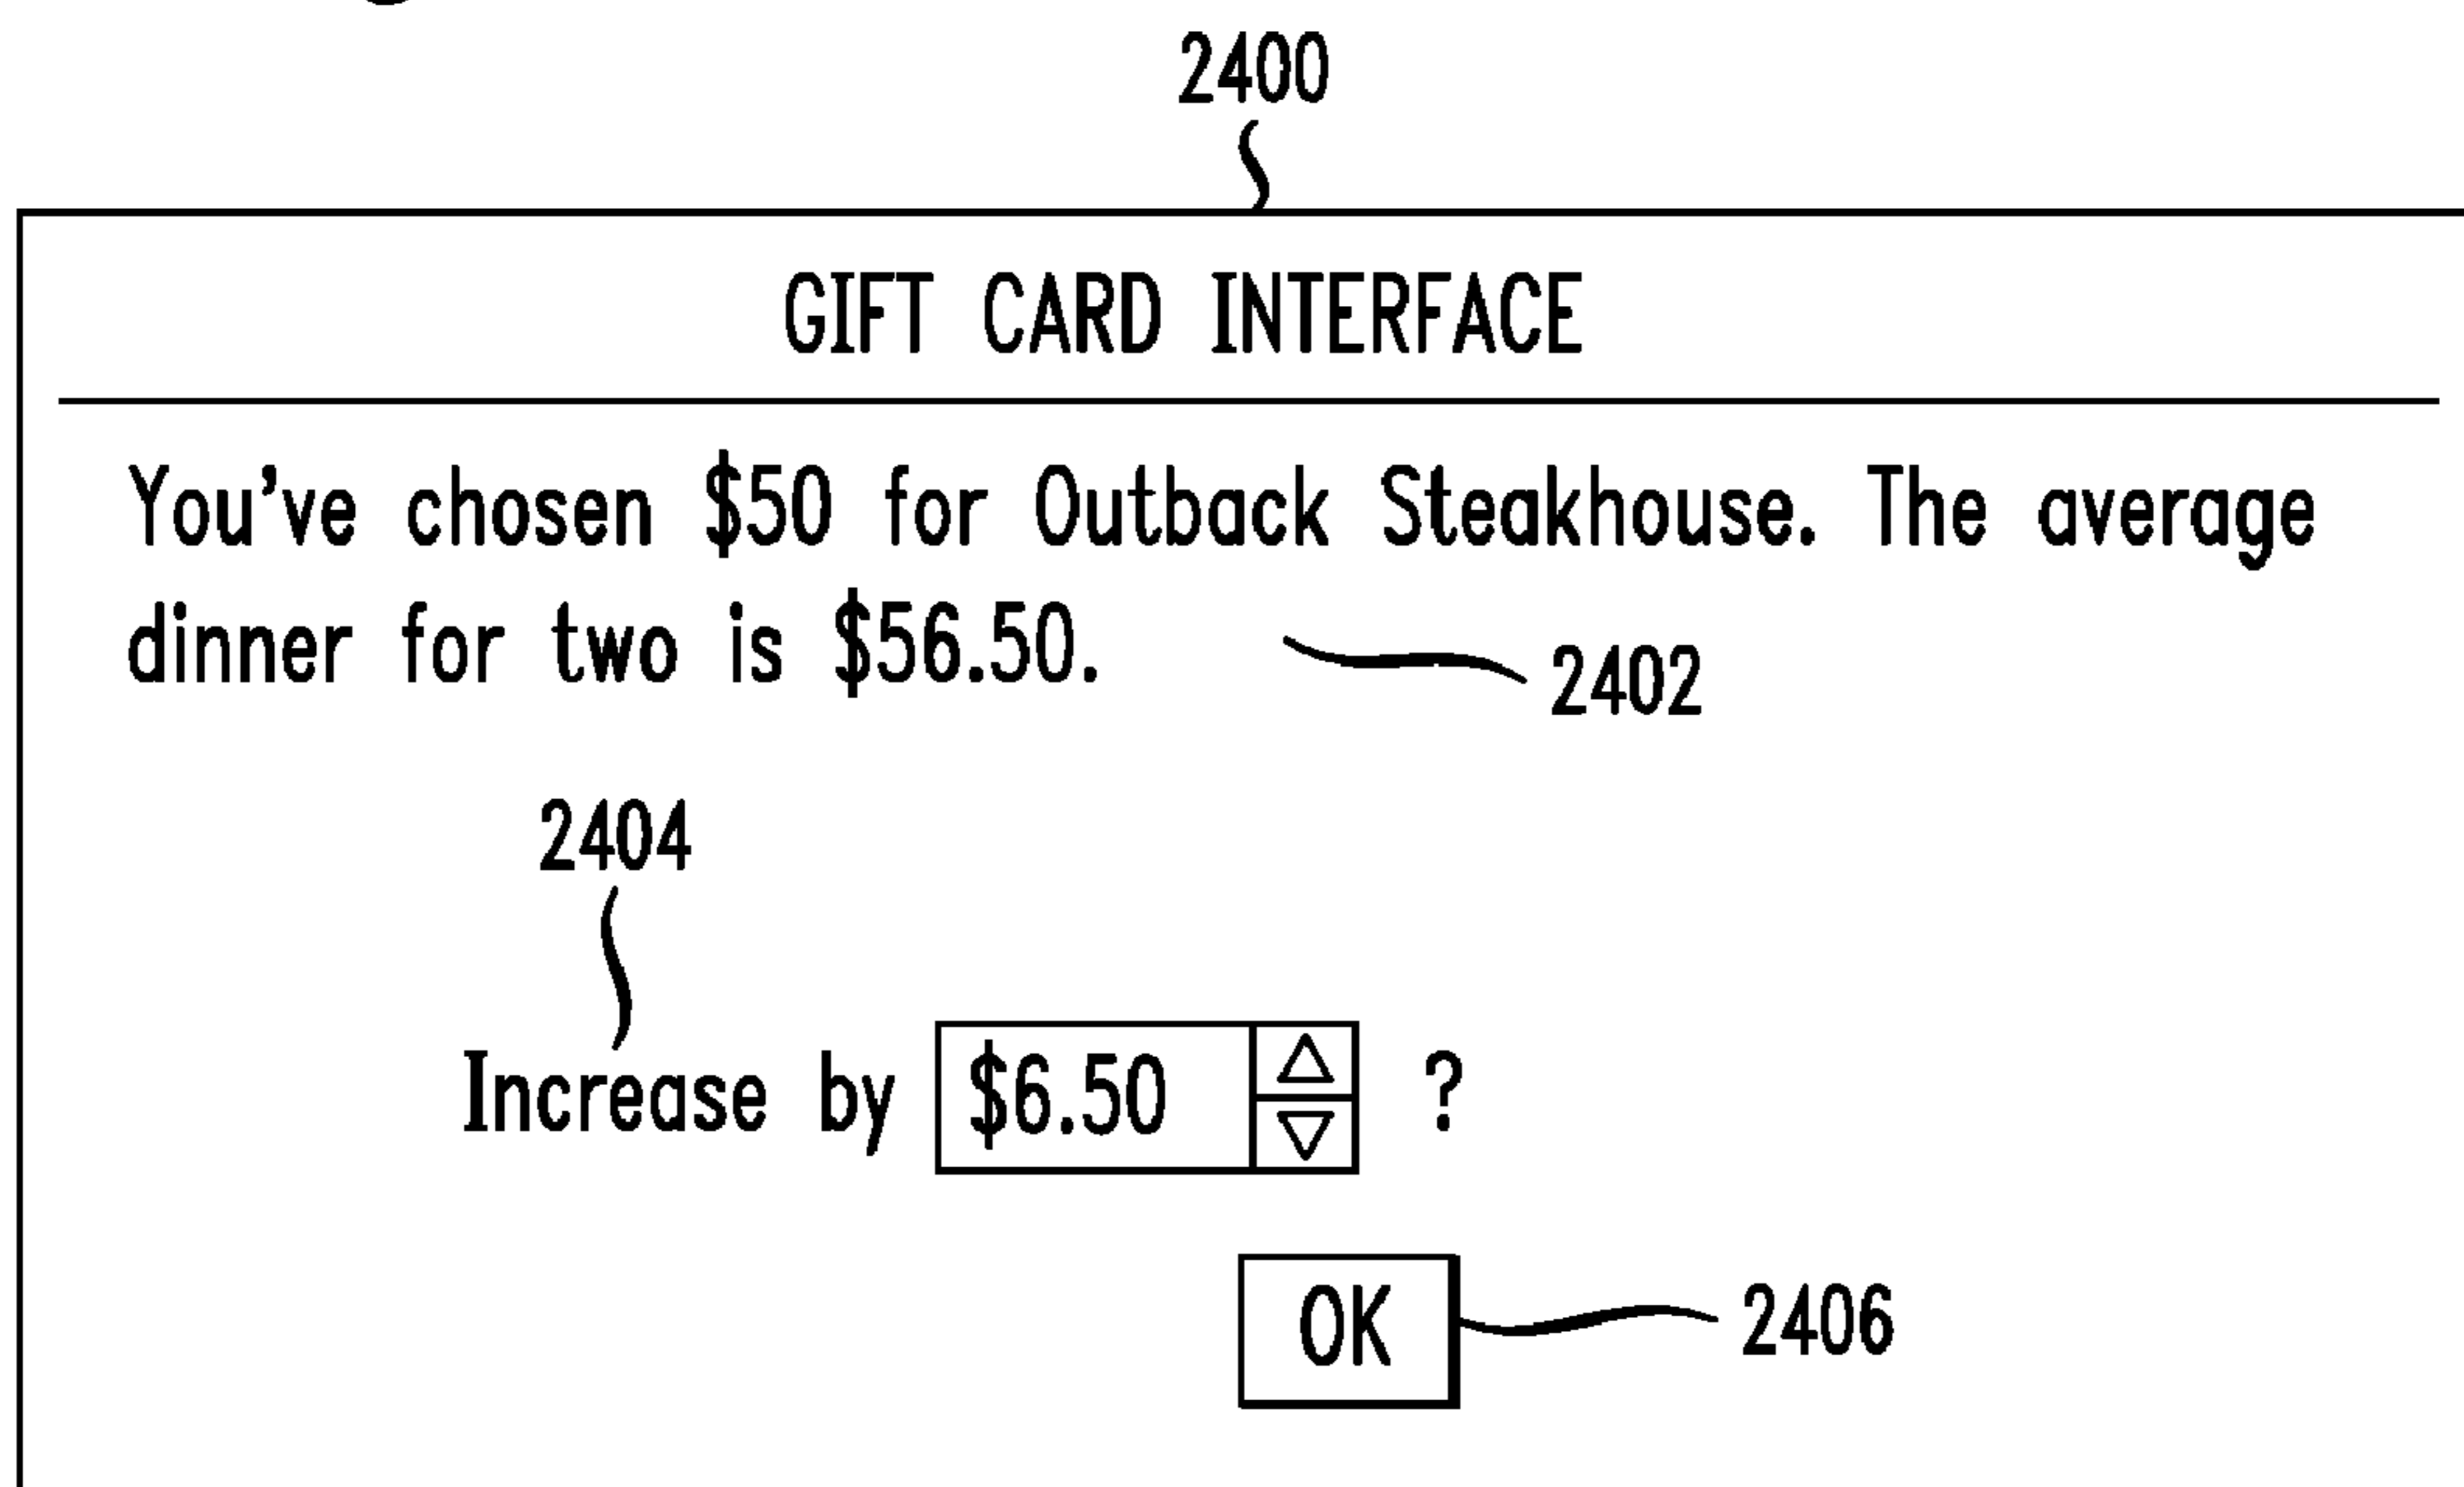 2400
GIFT CARD INTERFACE
You've chosen $50 for Outback Steakhouse. The average
dinner for two is $56.50.
2402
2404
Increase by $6.50 ?
OK
2406